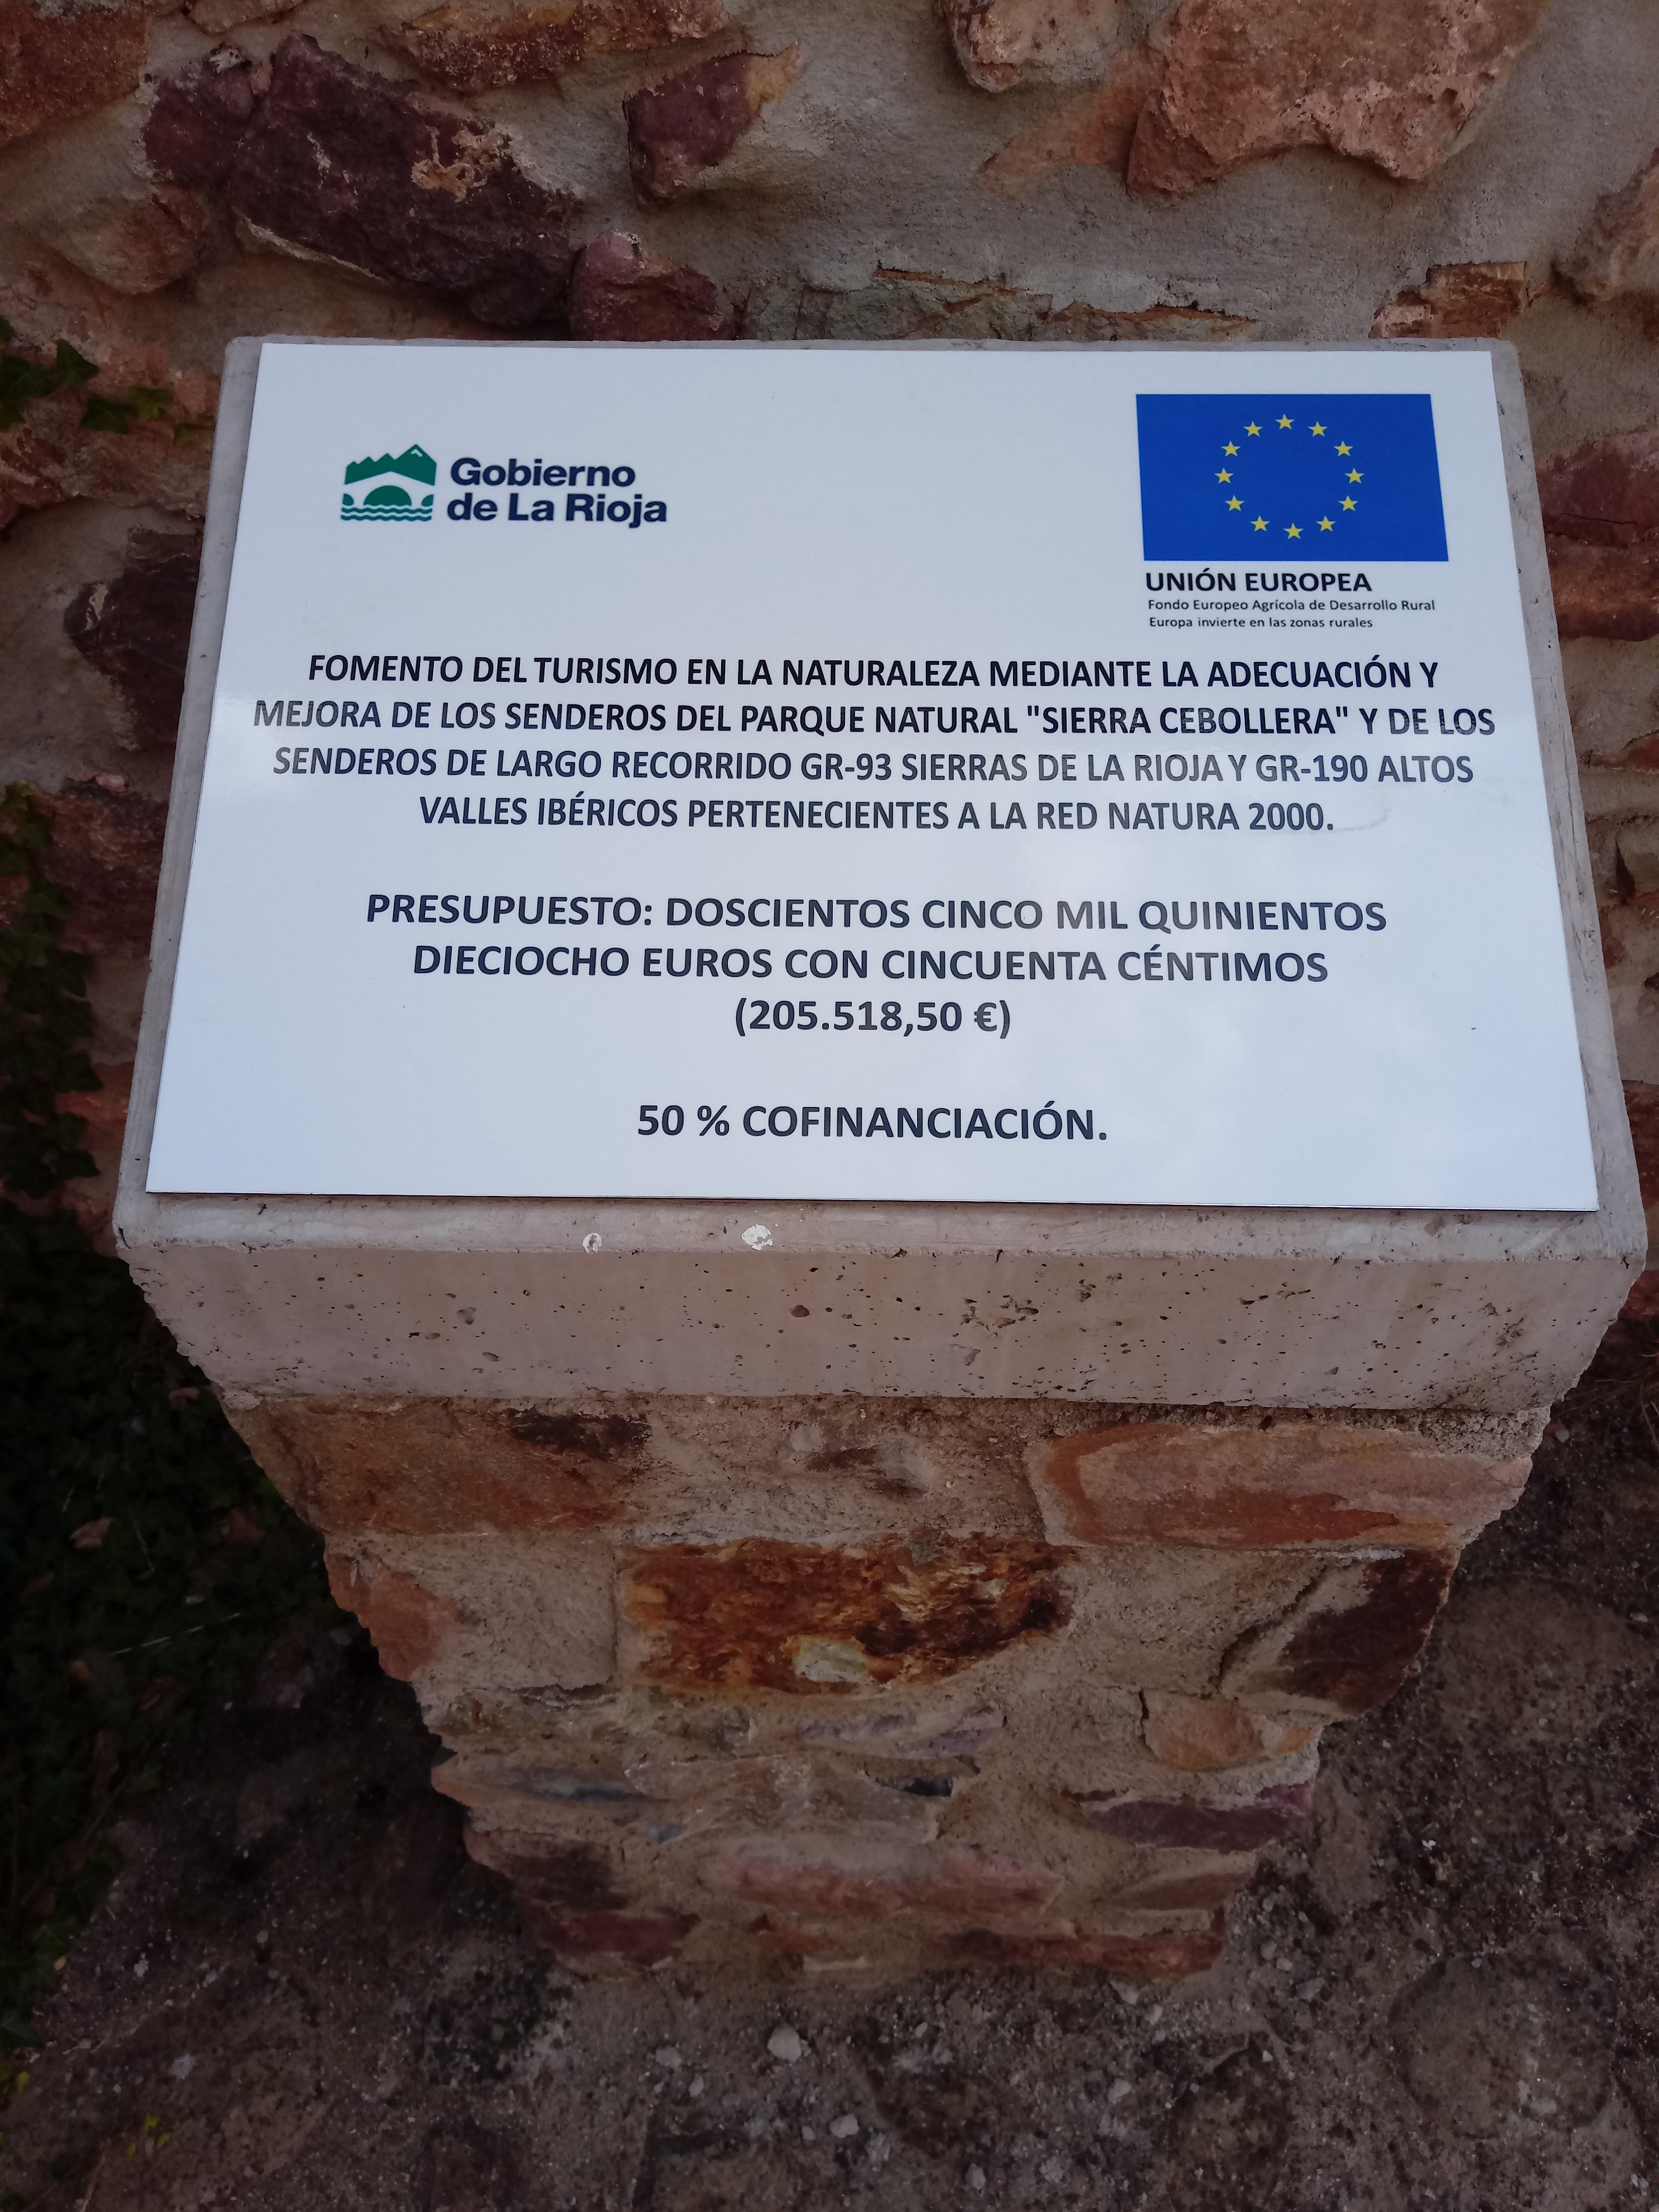 Gobierno
de La Rioja
UNIÓN EUROPEA
Fondo Europeo Agrícola de Desarrollo Rural
Europa invierte en las zonas rurales
FOMENTO DEL TURISMO EN LA NATURALEZA MEDIANTE LA ADECUACIÓN Y
MEJORA DE LOS SENDEROS DEL PARQUE NATURAL "SIERRA CEBOLLERA" Y DE LOS
SENDEROS DE LARGO RECORRIDO GR-93 SIERRAS DE LA RIOJA Y GR-190 ALTOS
VALLES IBÉRICOS PERTENECIENTES A LA RED NATURA 2000.
PRESUPUESTO: DOSCIENTOS CINCO MIL QUINIENTOS
DIECIOCHO EUROS CON CINCUENTA CÉNTIMOS
(205.518,50 €)
50 % COFINANCIACIÓN.